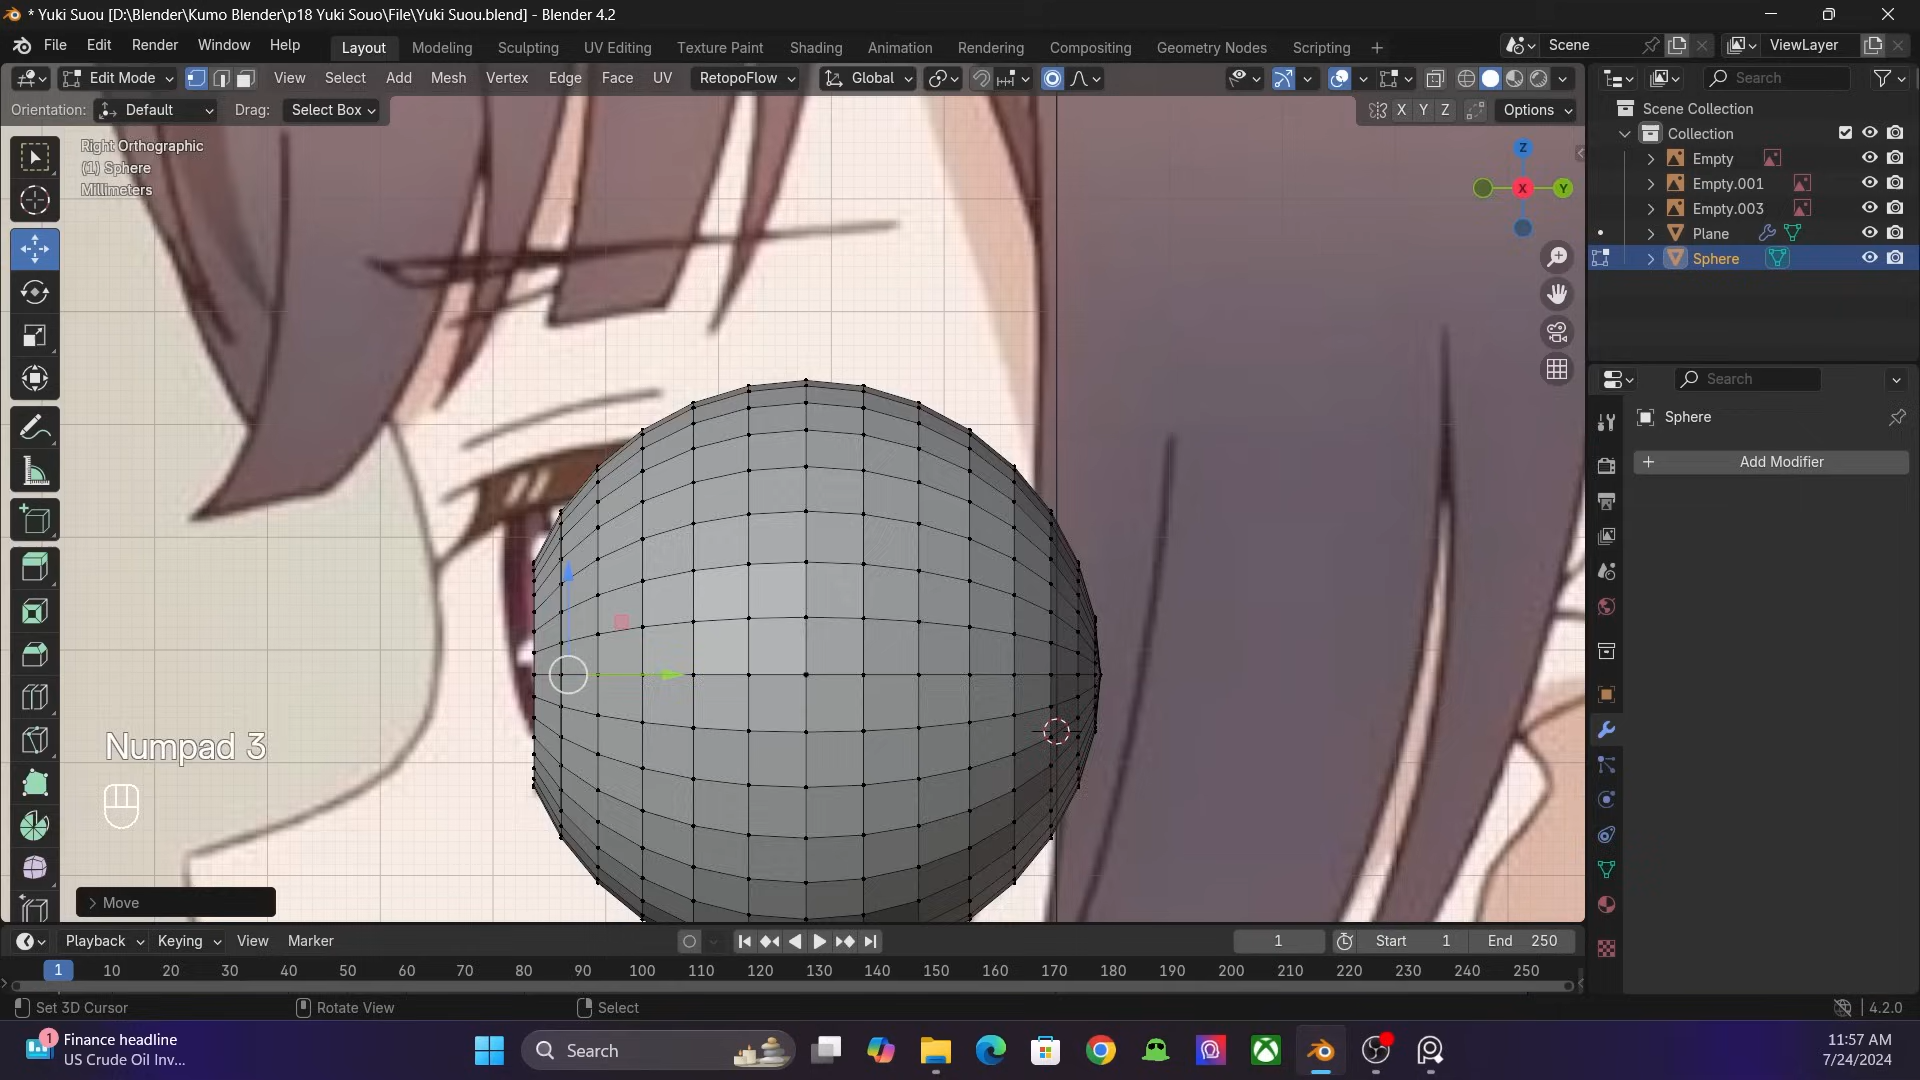 * Yuki Suou [D:\Blender\Kumo Blender\p18 Yuki Souo\File\Yuki Suou.blend] - Blender 4.2
File Edit Render Window Help Layout Modeling Sculpting UV Editing Texture Paint Shading Animation Rendering Compositing Geometry Nodes Scripting + Scene ViewLayer
Edit Mode View Select Add Mesh Vertex Edge Face UV RetopoFlow Global Search
Orientation: Default Drag: Select Box X Y Z Options
Right Orthographic
(1) Sphere
Millimeters
Z
X
Y
Scene Collection
Collection
Empty
Empty.001
Empty.003
Plane
Sphere
Search
Sphere
+ Add Modifier
Numpad 3
> Move
Playback Keying View Marker 1 Start 1 End 250
1 10 20 30 40 50 60 70 80 90 100 110 120 130 140 150 160 170 180 190 200 210 220 230 240 250
Set 3D Cursor Rotate View Select 4.2.0
1
Finance headline
US Crude Oil Inv...
Search
11:57 AM
7/24/2024